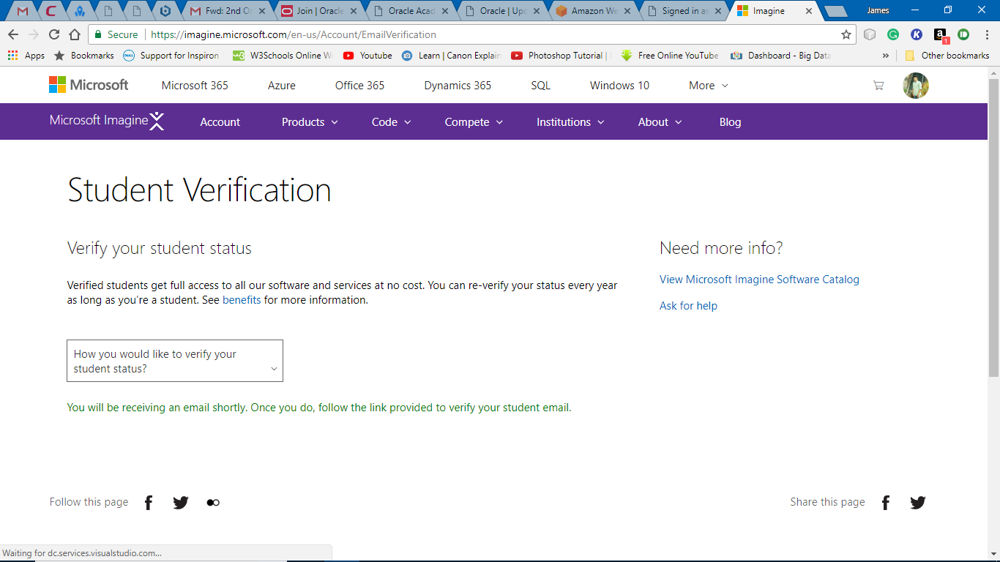 Fwd: 2nd O
Join | Oracle
Oracle Acad
Oracle | Upd
Amazon We
Signed in as
Imagine
James
Secure
https://imagine.microsoft.com/en-us/Account/EmailVerification
1
Apps
Bookmarks
Support for Inspiron
W3Schools Online W
Youtube
Learn | Canon Explain
Photoshop Tutorial |
Free Online YouTube
Dashboard - Big Data
»
Other bookmarks
Microsoft
Microsoft 365
Azure
Office 365
Dynamics 365
SQL
Windows 10
More
Microsoft Imagine
Account
Products
Code
Compete
Institutions
About
Blog
Student Verification
Verify your student status
Need more info?
Verified students get full access to all our software and services at no cost. You can re-verify your status every year
as long as you're a student. See benefits for more information.
View Microsoft Imagine Software Catalog
Ask for help
How you would like to verify your
student status?
You will be receiving an email shortly. Once you do, follow the link provided to verify your student email.
Follow this page
Share this page
Waiting for dc.services.visualstudio.com...